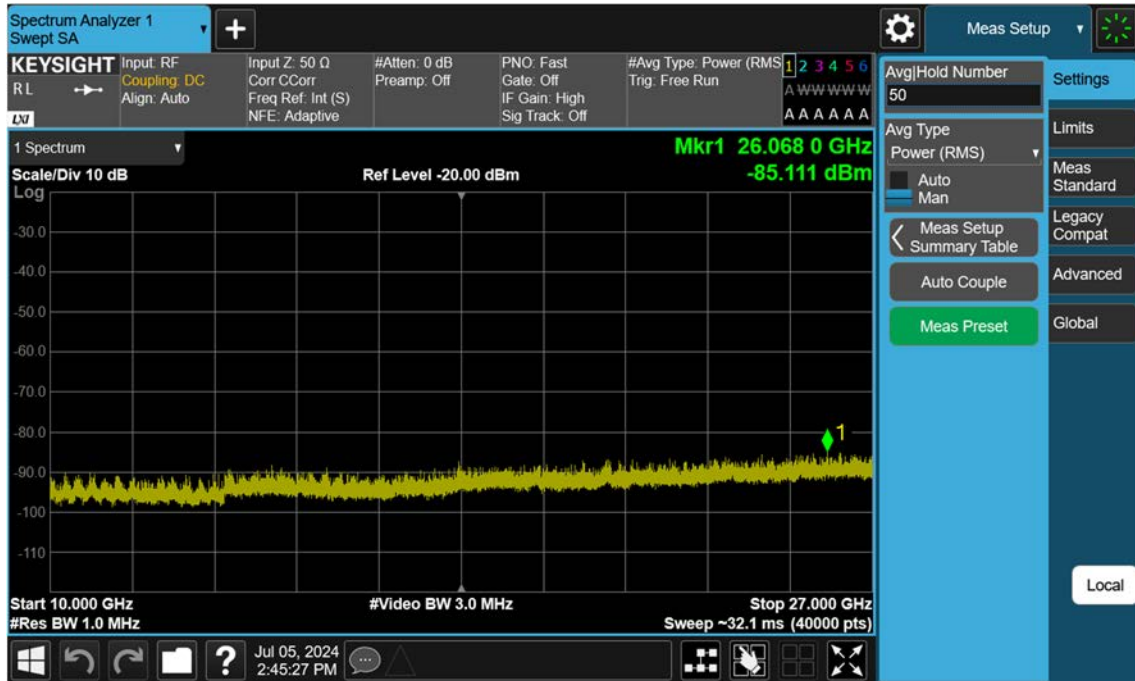 Spectrum Analyzer 1
Swept SA
Meas Setup
KEYSIGHT
RL
LXI
Input: RF
Coupling: DC
Align: Auto
Input Z: 50 Ω
Corr CCorr
Freq Ref: Int (S)
NFE: Adaptive
#Atten: 0 dB
Preamp: Off
PNO: Fast
Gate: Off
IF Gain: High
Sig Track: Off
#Avg Type: Power (RMS
Trig: Free Run
1 2 3 4 5 6
A W W W W W
A A A A A A
1 Spectrum
Mkr1 26.068 0 GHz
Scale/Div 10 dB
Ref Level -20.00 dBm
-85.111 dBm
Log
-30.0
-40.0
-50.0
-60.0
-70.0
-80.0
-90.0
-100
-110
1
Start 10.000 GHz
#Video BW 3.0 MHz
Stop 27.000 GHz
#Res BW 1.0 MHz
Sweep ~32.1 ms (40000 pts)
Avg|Hold Number
50
Avg Type
Power (RMS)
Auto
Man
Meas Setup
Summary Table
Auto Couple
Meas Preset
Settings
Limits
Meas
Standard
Legacy
Compat
Advanced
Global
Local
?
Jul 05, 2024
2:45:27 PM